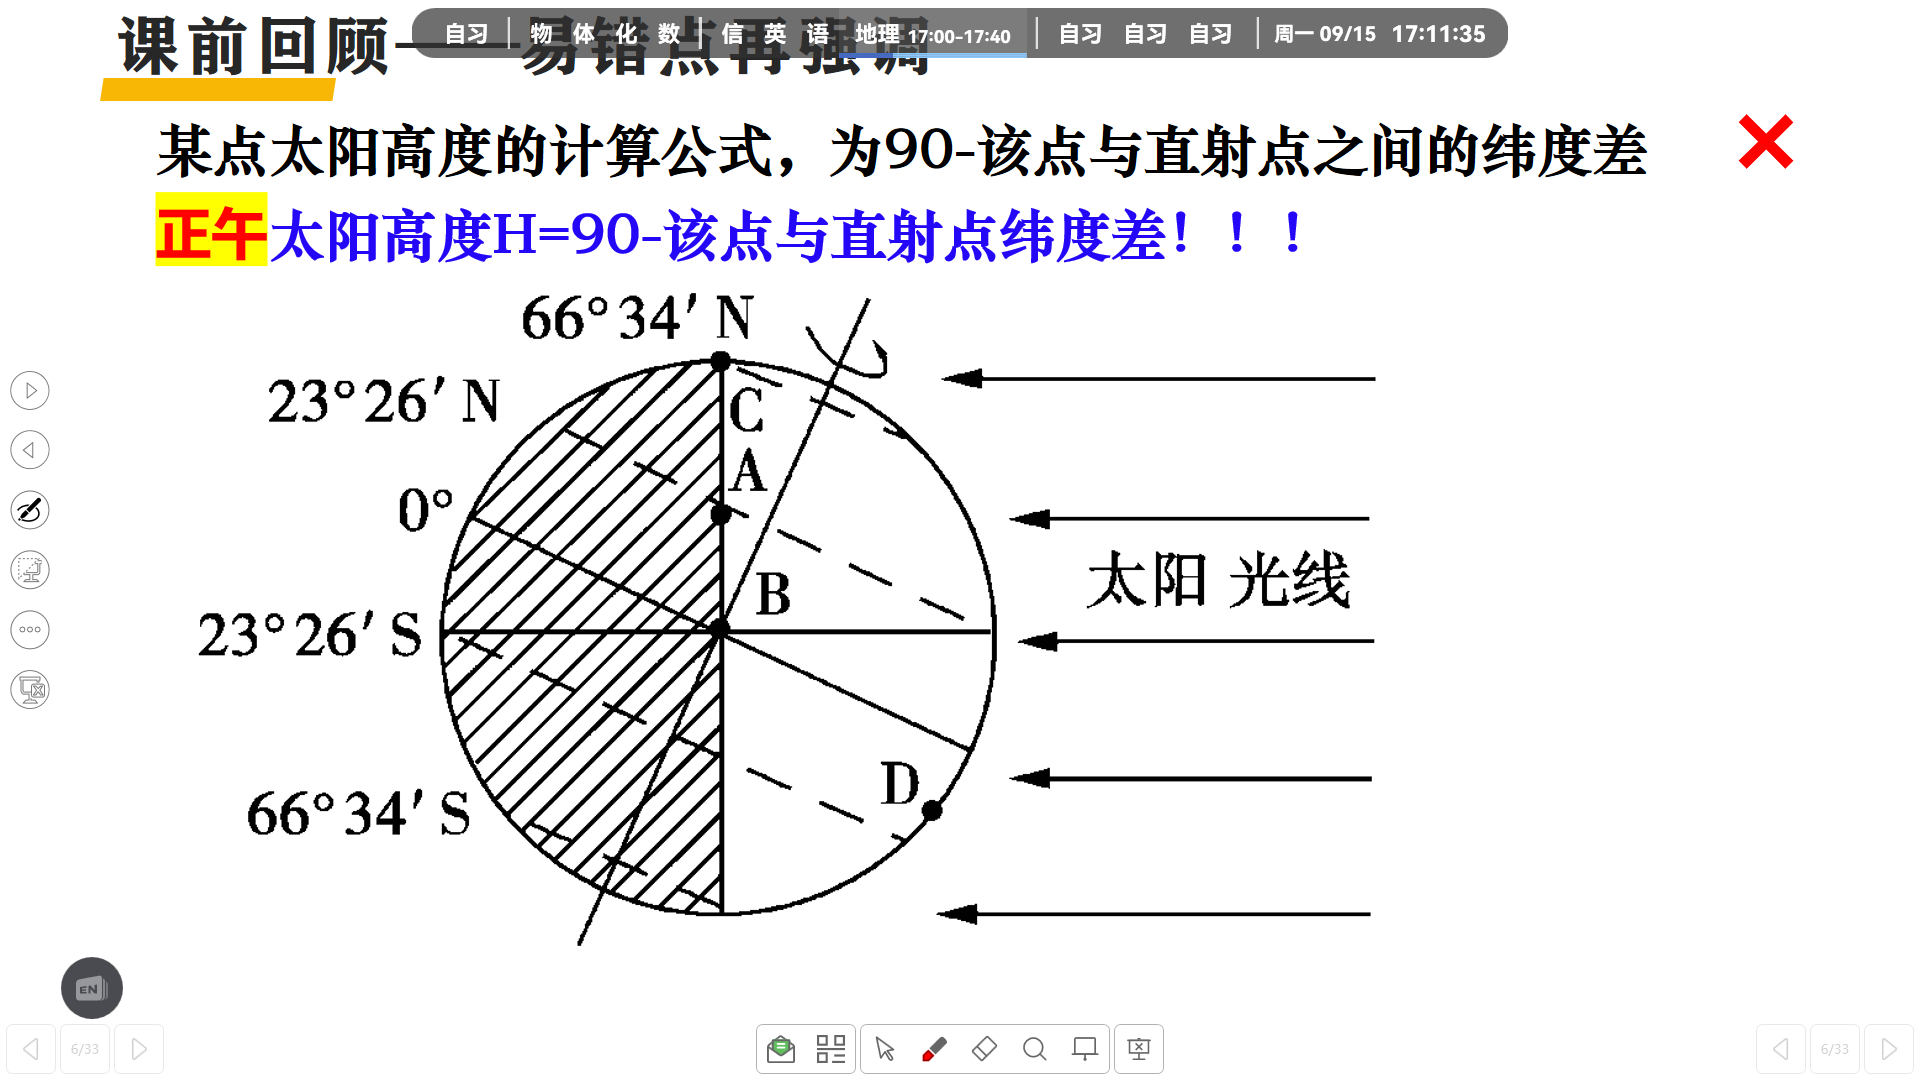 课前回顾——易错点再强调
自习 | 物 体 化 数 | 信 英 语 地理 17:00-17:40 | 自习 自习 自习 | 周一 09/15 17:11:35
某点太阳高度的计算公式，为90-该点与直射点之间的纬度差
正午太阳高度H=90-该点与直射点纬度差！！！
66°34′N
23°26′N
C
A
0°
B
太阳光线
23°26′S
D
66°34′S
EN
6/33
6/33